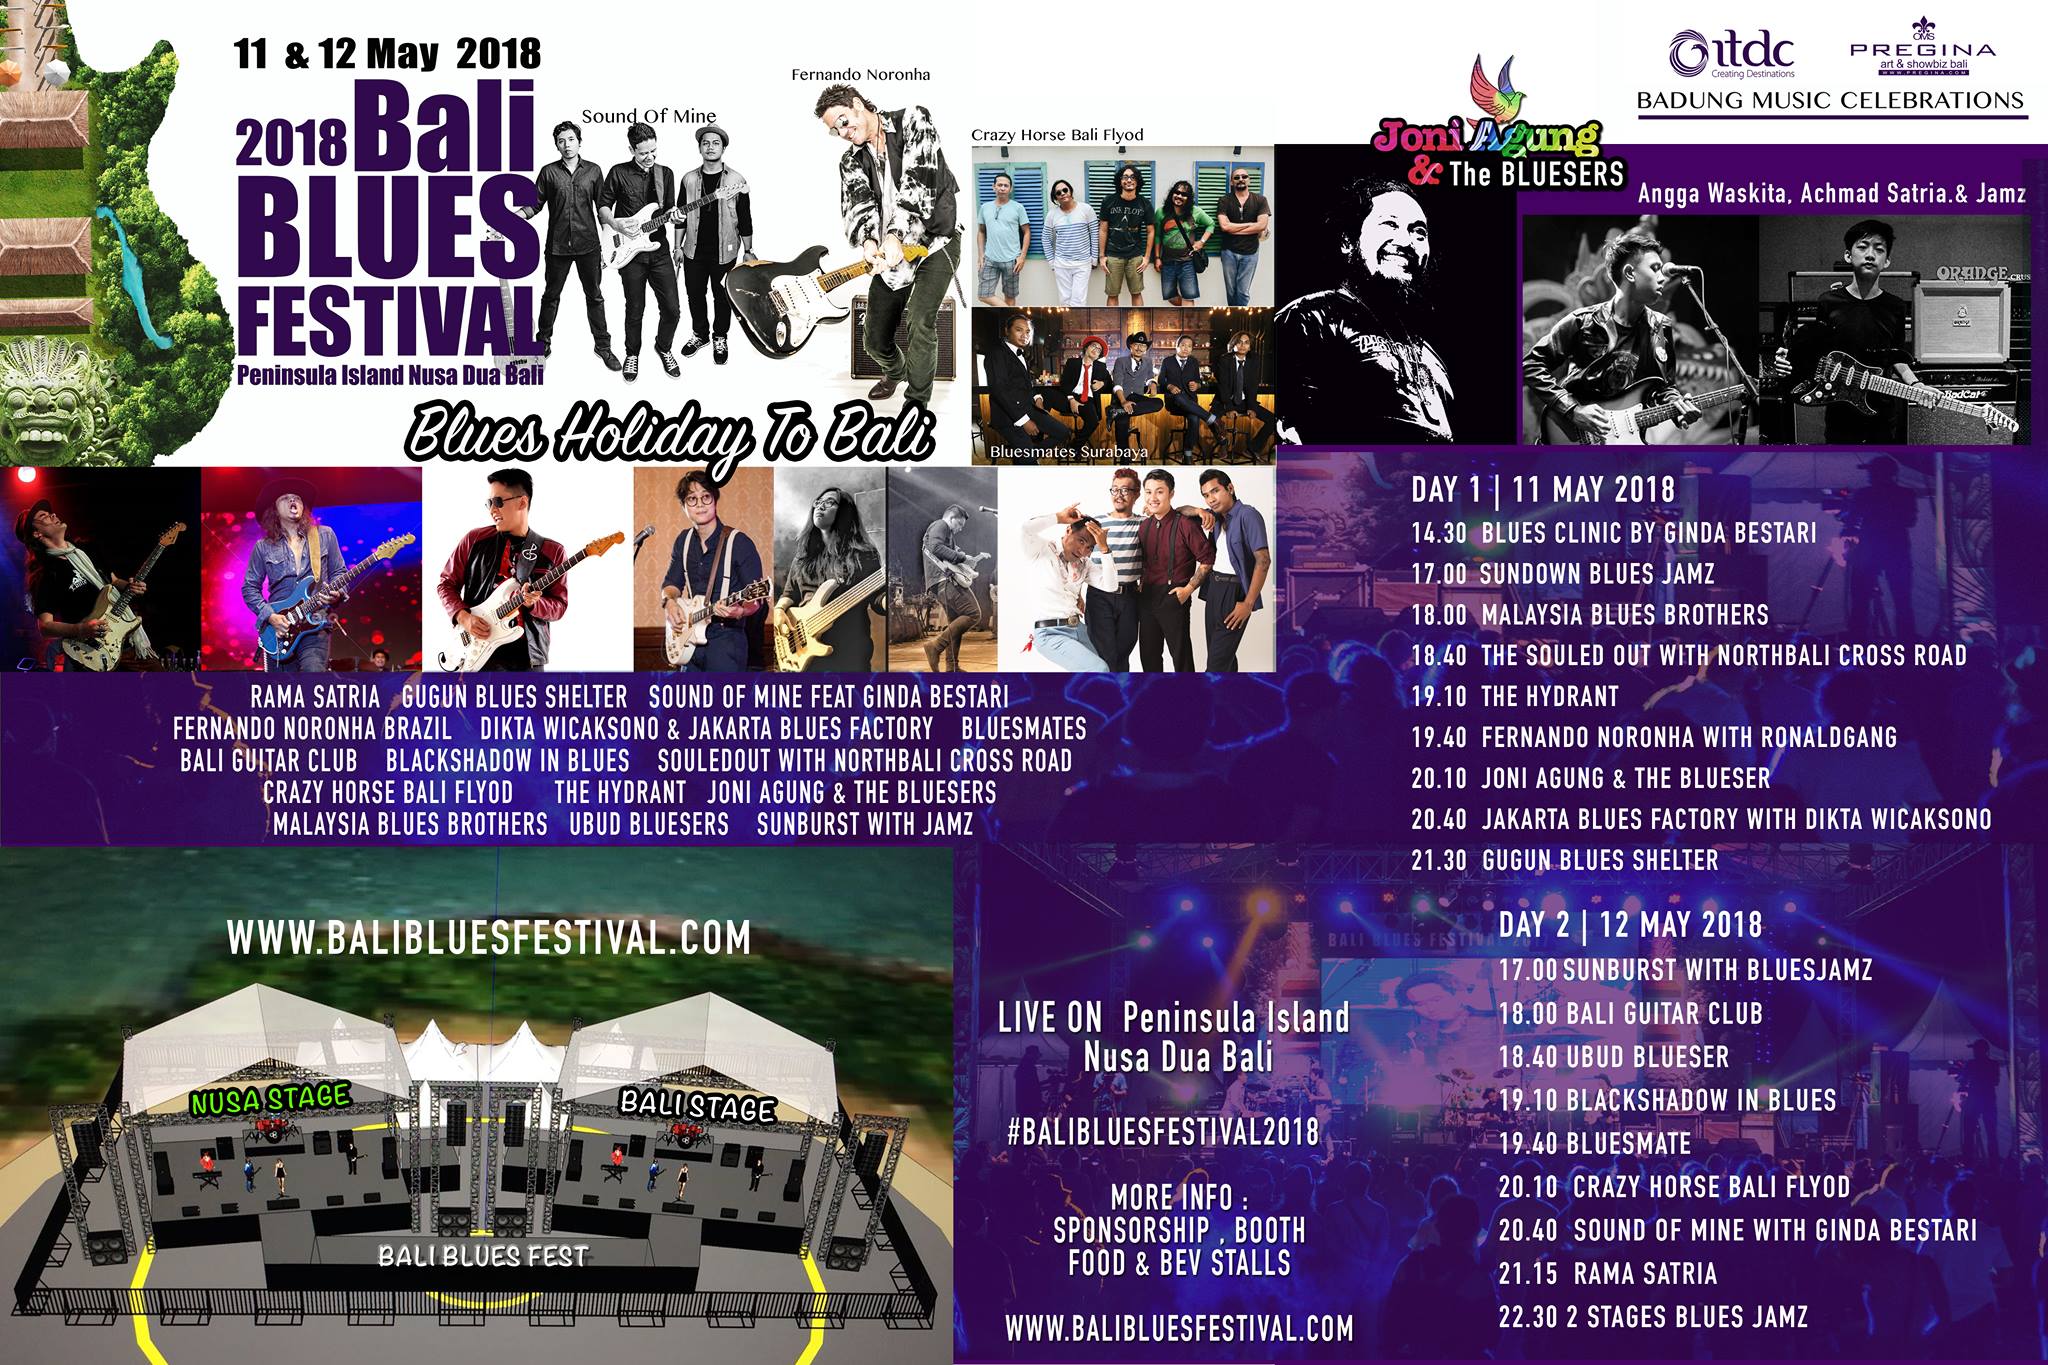 11 & 12 May 2018
2018 Bali
BLUES
FESTIVAL
Peninsula Island Nusa Dua Bali
Blues Holiday To Bali
Sound Of Mine
Fernando Noronha
Crazy Horse Bali Flyod
Bluesmates Surabaya
Joni Agung
& The BLUESERS
itdc
Creating Destinations
OMS
PREGINA
art & showbiz bali
WWW.PREGINA.COM
BADUNG MUSIC CELEBRATIONS
Angga Waskita, Achmad Satria.& Jamz
ORANGE CRUS
RAMA SATRIA GUGUN BLUES SHELTER SOUND OF MINE FEAT GINDA BESTARI
FERNANDO NORONHA BRAZIL DIKTA WICAKSONO & JAKARTA BLUES FACTORY BLUESMATES
BALI GUITAR CLUB BLACKSHADOW IN BLUES SOULEDOUT WITH NORTHBALI CROSS ROAD
CRAZY HORSE BALI FLYOD THE HYDRANT JONI AGUNG & THE BLUESERS
MALAYSIA BLUES BROTHERS UBUD BLUESERS SUNBURST WITH JAMZ
DAY 1 | 11 MAY 2018
14.30 BLUES CLINIC BY GINDA BESTARI
17.00 SUNDOWN BLUES JAMZ
18.00 MALAYSIA BLUES BROTHERS
18.40 THE SOULED OUT WITH NORTHBALI CROSS ROAD
19.10 THE HYDRANT
19.40 FERNANDO NORONHA WITH RONALDGANG
20.10 JONI AGUNG & THE BLUESER
20.40 JAKARTA BLUES FACTORY WITH DIKTA WICAKSONO
21.30 GUGUN BLUES SHELTER
WWW.BALIBLUESFESTIVAL.COM
NUSA STAGE
BALI STAGE
BALI BLUES FEST
LIVE ON Peninsula Island
Nusa Dua Bali
#BALIBLUESFESTIVAL2018
MORE INFO :
SPONSORSHIP , BOOTH
FOOD & BEV STALLS
WWW.BALIBLUESFESTIVAL.COM
BALI BLUES FESTIVAL 2017
DAY 2 | 12 MAY 2018
17.00 SUNBURST WITH BLUESJAMZ
18.00 BALI GUITAR CLUB
18.40 UBUD BLUESER
19.10 BLACKSHADOW IN BLUES
19.40 BLUESMATE
20.10 CRAZY HORSE BALI FLYOD
20.40 SOUND OF MINE WITH GINDA BESTARI
21.15 RAMA SATRIA
22.30 2 STAGES BLUES JAMZ